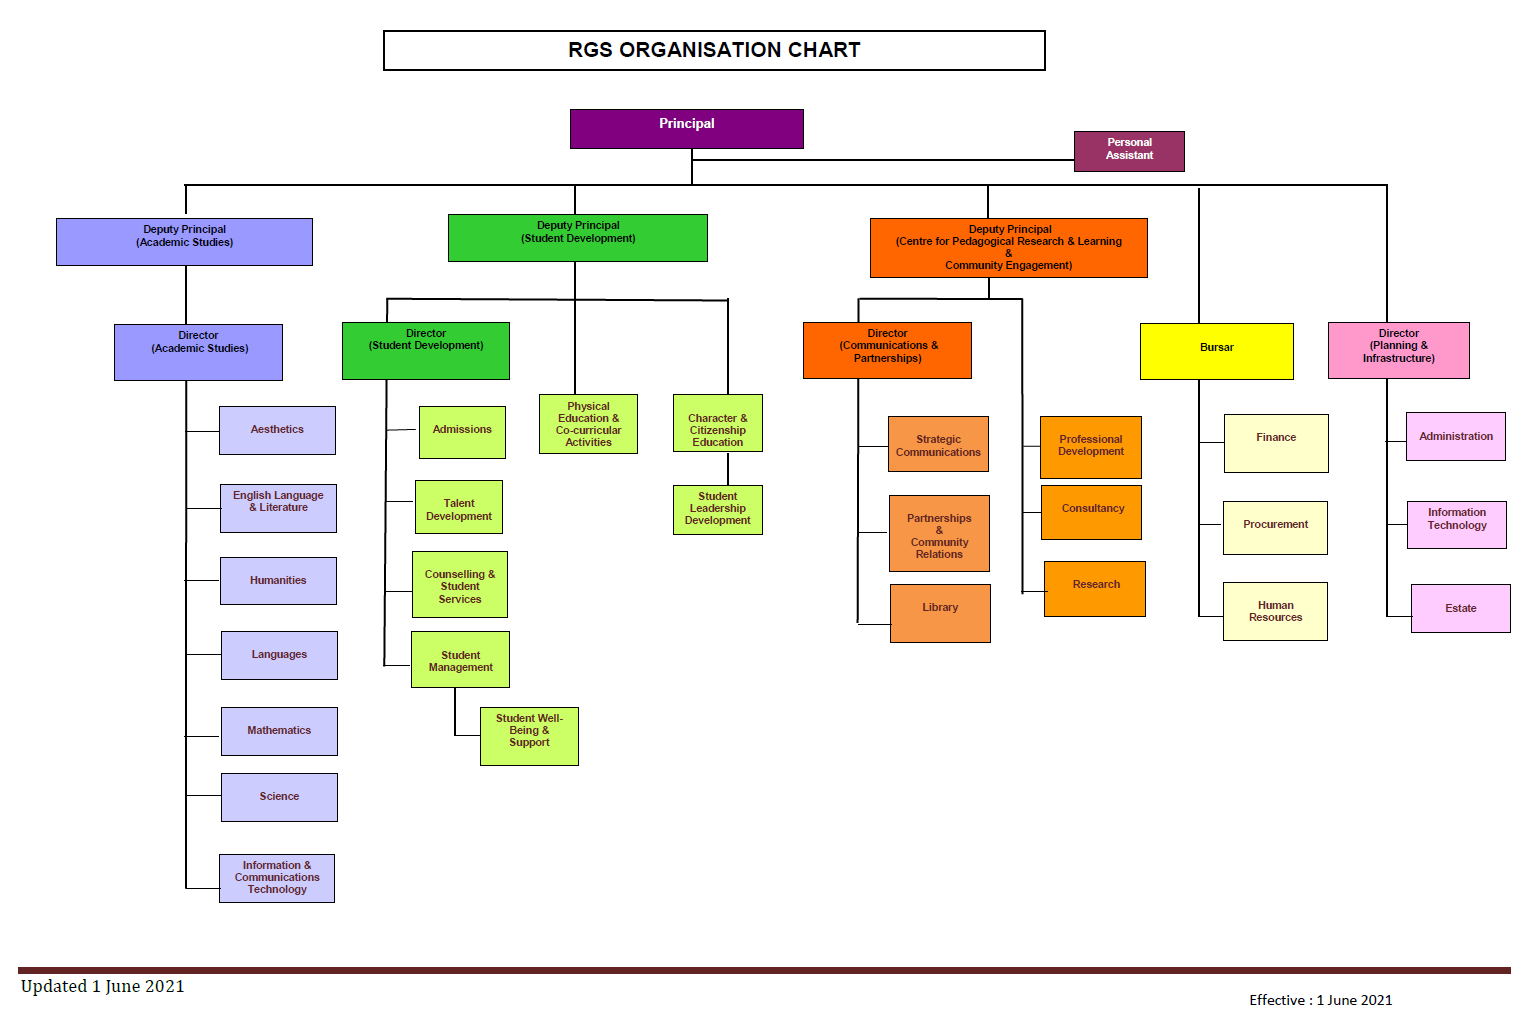 RGS ORGANISATION CHART
Principal
Personal
Assistant
Deputy Principal
(Academic Studies)
Deputy Principal
(Student Development)
Deputy Principal
(Centre for Pedagogical Research & Learning
&
Community Engagement)
Director
(Academic Studies)
Director
(Student Development)
Director
(Communications &
Partnerships)
Bursar
Director
(Planning &
Infrastructure)
Aesthetics
English Language
& Literature
Humanities
Languages
Mathematics
Science
Information &
Communications
Technology
Admissions
Talent
Development
Counselling &
Student
Services
Student
Management
Student Well-
Being &
Support
Physical
Education &
Co-curricular
Activities
Character &
Citizenship
Education
Student
Leadership
Development
Strategic
Communications
Partnerships
&
Community
Relations
Library
Professional
Development
Consultancy
Research
Finance
Procurement
Human
Resources
Administration
Information
Technology
Estate
Updated 1 June 2021
Effective : 1 June 2021